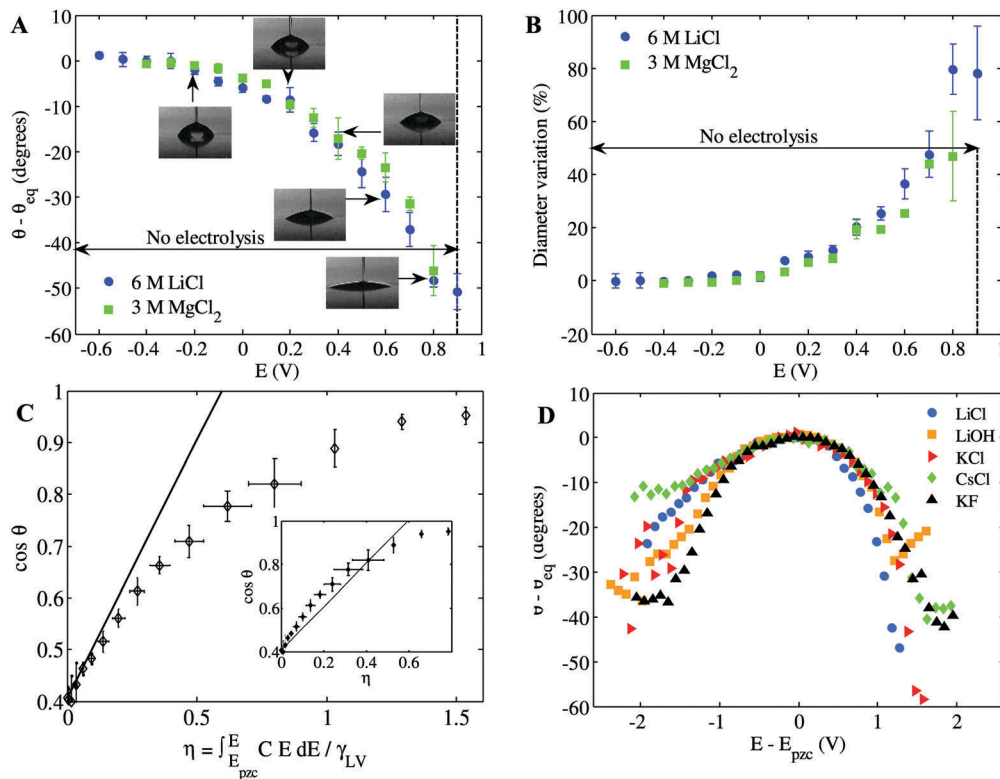 A
θ - θeq (degrees)
10
0
-10
-20
-30
-40
-50
-60
No electrolysis
6 M LiCl
3 M MgCl2
-0.6 -0.4 -0.2 0 0.2 0.4 0.6 0.8 1
E (V)
B
Diameter variation (%)
100
80
60
40
20
0
-20
6 M LiCl
3 M MgCl2
No electrolysis
-0.6 -0.4 -0.2 0 0.2 0.4 0.6 0.8 1
E (V)
C
cos θ
1
0.9
0.8
0.7
0.6
0.5
0.4
0 0.5 1 1.5
η = ∫EpzcE C E dE / γLV
cos θ
1
0.8
0.6
0.4
0 0.2 0.4 0.6
η
D
υ - υeq (degrees)
10
0
-10
-20
-30
-40
-50
-60
LiCl
LiOH
KCl
CsCl
KF
-2 -1 0 1 2
E - Epzc (V)